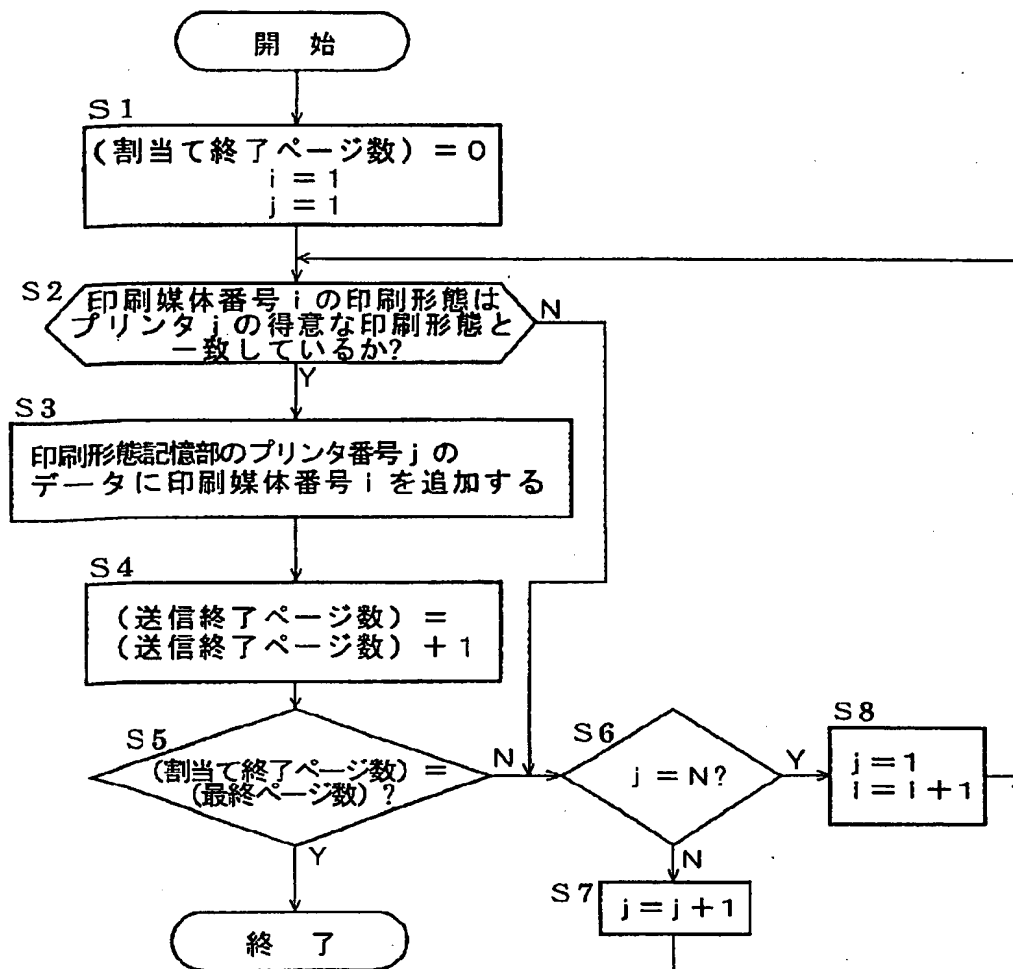 開 始
S1
(割当て終了ページ数)=0
i=1
j=1
S2
印刷媒体番号iの印刷形態は
プリンタjの得意な印刷形態と
一致しているか?
N
Y
S3
印刷形態記憶部のプリンタ番号jの
データに印刷媒体番号iを追加する
S4
(送信終了ページ数)=
(送信終了ページ数)+1
S5
(割当て終了ページ数)=
(最終ページ数)?
N
Y
S6
j=N?
Y
N
S8
j=1
i=i+1
S7
j=j+1
終 了